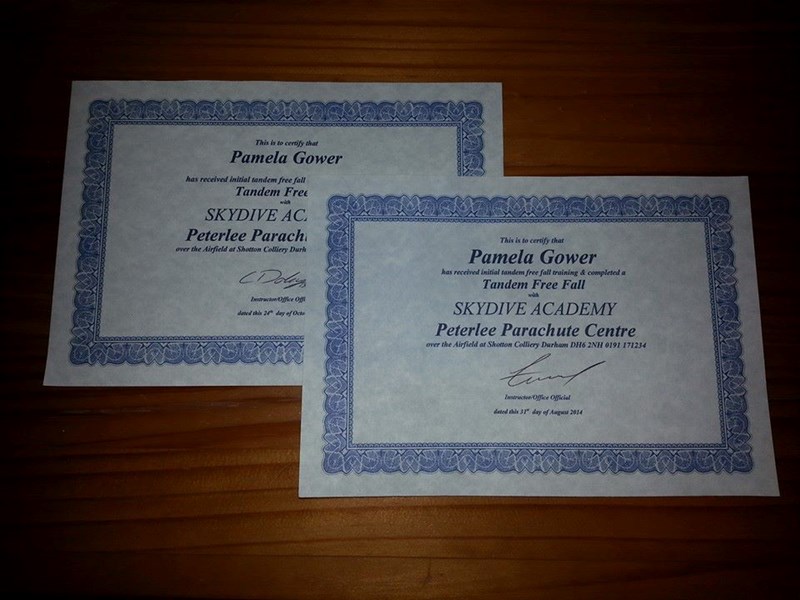 This is to certify that
Pamela Gower
has received initial tandem free fall
Tandem Free
with
SKYDIVE AC
Peterlee Parach
over the Airfield at Shotton Colliery Durh
Instructor/Office Offi
dated this 24th day of Octo
This is to certify that
Pamela Gower
has received initial tandem free fall training & completed a
Tandem Free Fall
with
SKYDIVE ACADEMY
Peterlee Parachute Centre
over the Airfield at Shotton Colliery Durham DH6 2NH 0191 171234
Instructor/Office Official
dated this 31st day of August 2014